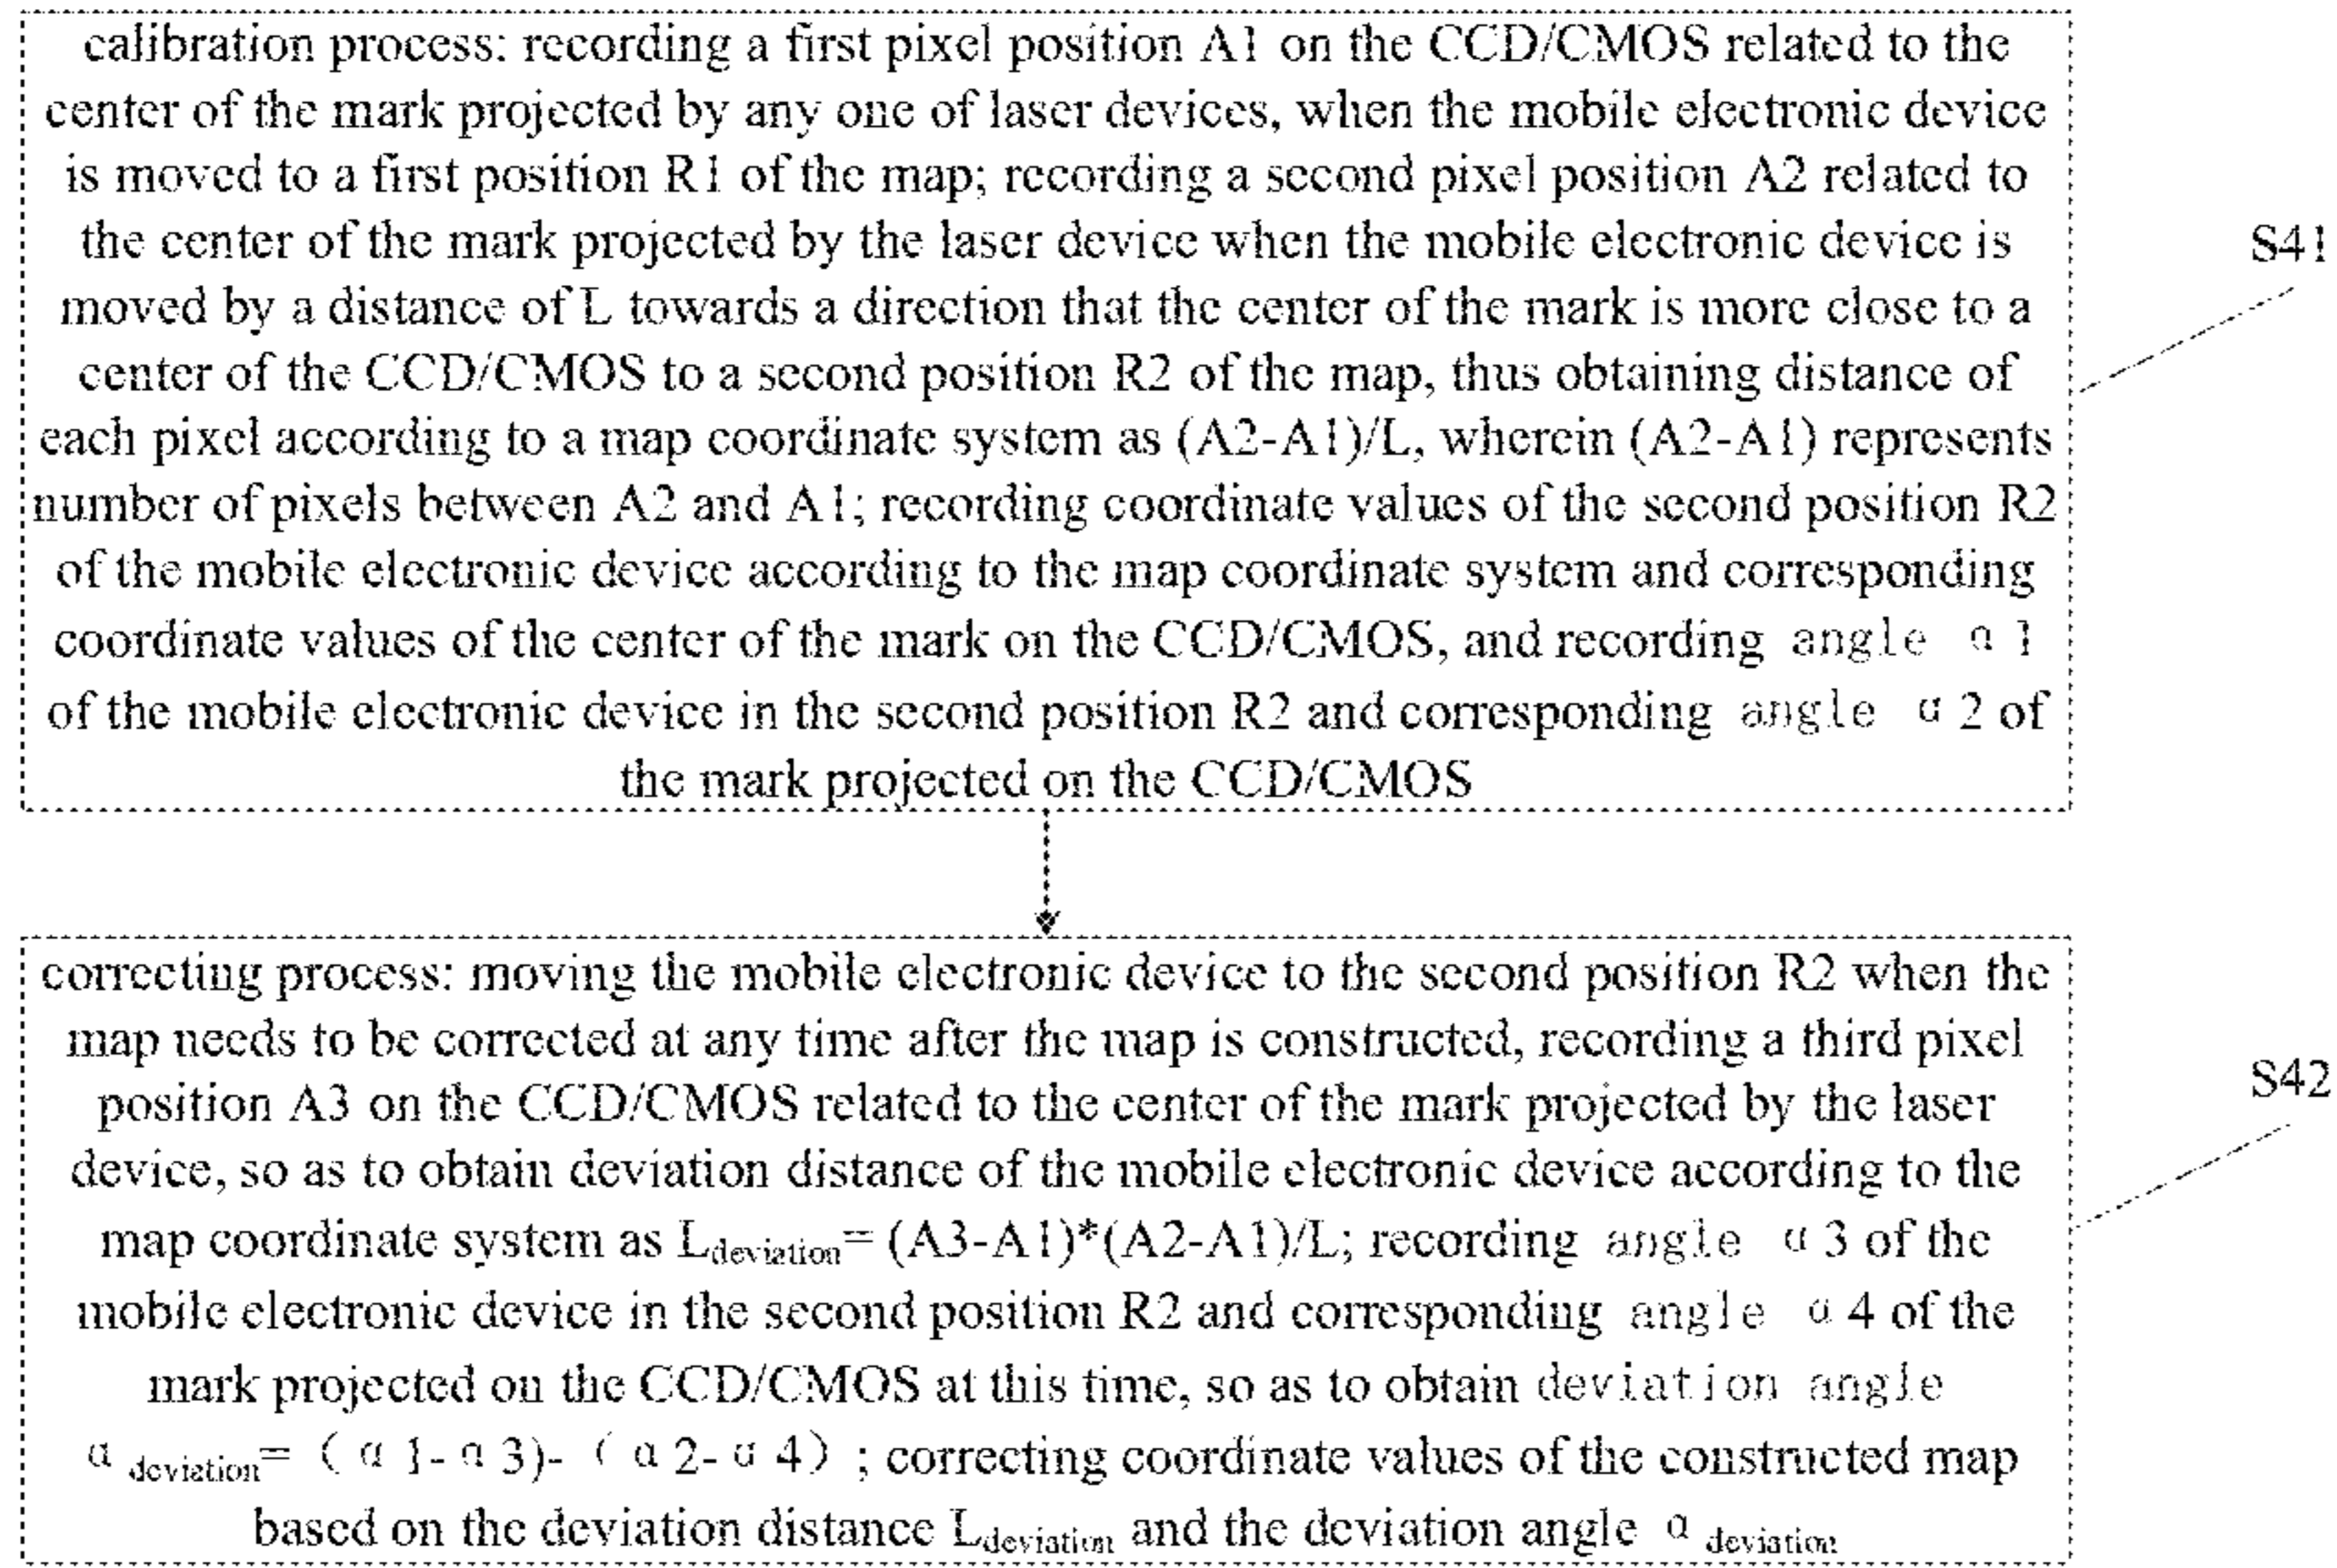 calibration process: recording a first pixel position A1 on the CCD/CMOS related to the
center of the mark projected by any one of laser devices, when the mobile electronic device
is moved to a first position R1 of the map; recording a second pixel position A2 related to
the center of the mark projected by the laser device when the mobile electronic device is
moved by a distance of L towards a direction that the center of the mark is more close to a
center of the CCD/CMOS to a second position R2 of the map, thus obtaining distance of
each pixel according to a map coordinate system as (A2-A1)/L, wherein (A2-A1) represents
number of pixels between A2 and A1; recording coordinate values of the second position R2
of the mobile electronic device according to the map coordinate system and corresponding
coordinate values of the center of the mark on the CCD/CMOS, and recording angle α 1
of the mobile electronic device in the second position R2 and corresponding angle α 2 of
the mark projected on the CCD/CMOS
S41
correcting process: moving the mobile electronic device to the second position R2 when the
map needs to be corrected at any time after the map is constructed, recording a third pixel
position A3 on the CCD/CMOS related to the center of the mark projected by the laser
device, so as to obtain deviation distance of the mobile electronic device according to the
map coordinate system as Ldeviation= (A3-A1)*(A2-A1)/L; recording angle α 3 of the
mobile electronic device in the second position R2 and corresponding angle α 4 of the
mark projected on the CCD/CMOS at this time, so as to obtain deviation angle
α deviation= ( α 1- α 3)- ( α 2- α 4) ; correcting coordinate values of the constructed map
based on the deviation distance Ldeviation and the deviation angle α deviation
S42